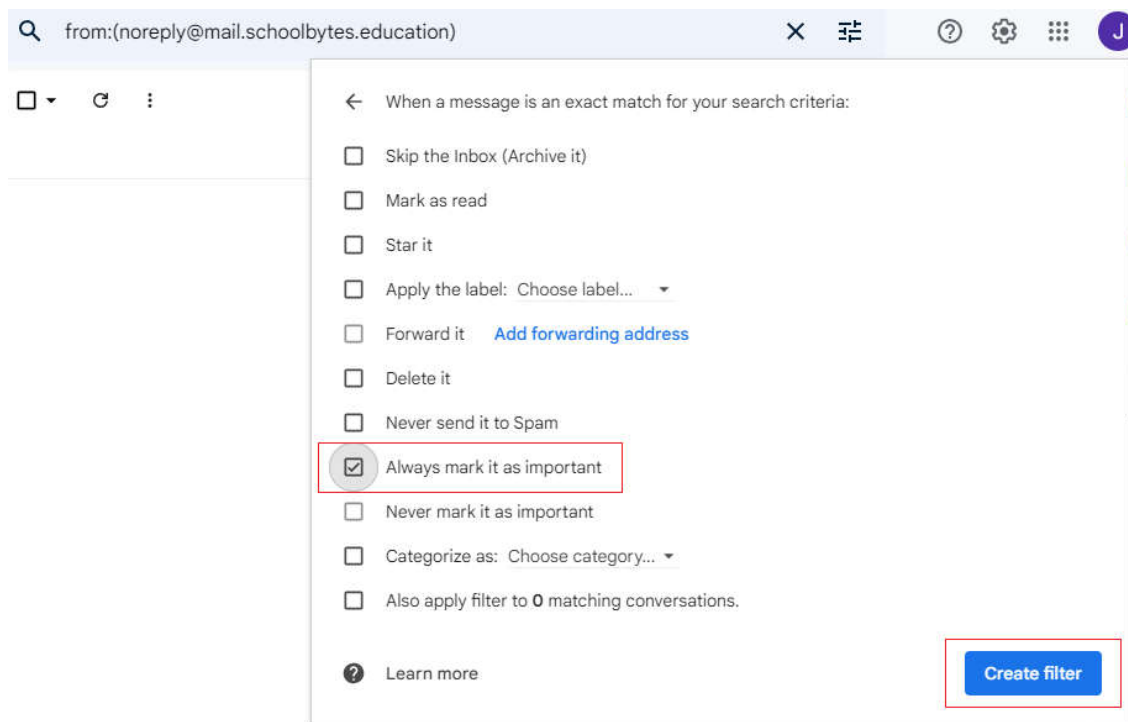 from:(noreply@mail.schoolbytes.education)
J
When a message is an exact match for your search criteria:
Skip the Inbox (Archive it)
Mark as read
Star it
Apply the label: Choose label...
Forward it Add forwarding address
Delete it
Never send it to Spam
Always mark it as important
Never mark it as important
Categorize as: Choose category...
Also apply filter to 0 matching conversations.
Learn more
Create filter